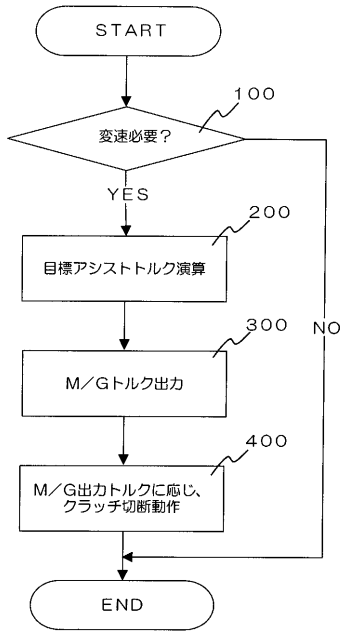 START
100
変速必要？
YES
200
目標アシストトルク演算
300
NO
M／Gトルク出力
400
M／G出力トルクに応じ、
クラッチ切断動作
END